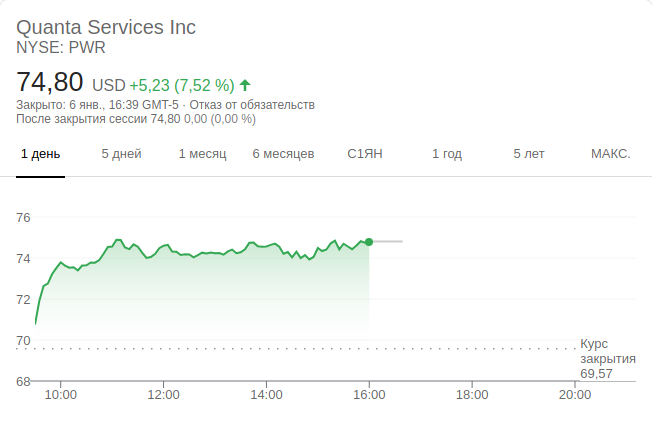 Quanta Services Inc
NYSE: PWR
74,80 USD +5,23 (7,52 %)
Закрыто: 6 янв., 16:39 GMT-5 · Отказ от обязательств
После закрытия сессии 74,80 0,00 (0,00 %)
1 день 5 дней 1 месяц 6 месяцев С1ЯН 1 год 5 лет МАКС.
76
74
72
70
Курс
закрытия
69,57
68
10:00 12:00 14:00 16:00 18:00 20:00